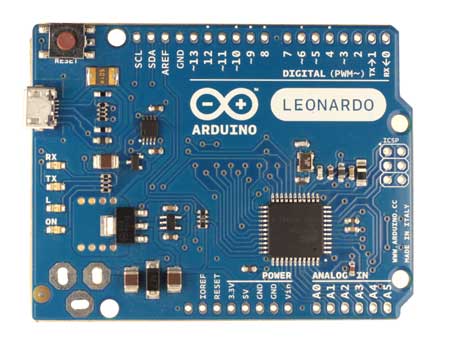 RESET
SCL
SDA
AREF
GND
~13
12
~11
~10
~9
8
7
~6
~5
4
~3
2
TX→1
RX←0
DIGITAL (PWM~)
ARDUINO
LEONARDO
ICSP
RX
TX
L
ON
WWW.ARDUINO.CC
MADE IN ITALY
POWER
ANALOG IN
IOREF
RESET
3.3V
5V
GND
GND
Vin
A0
A1
A2
A3
A4
A5